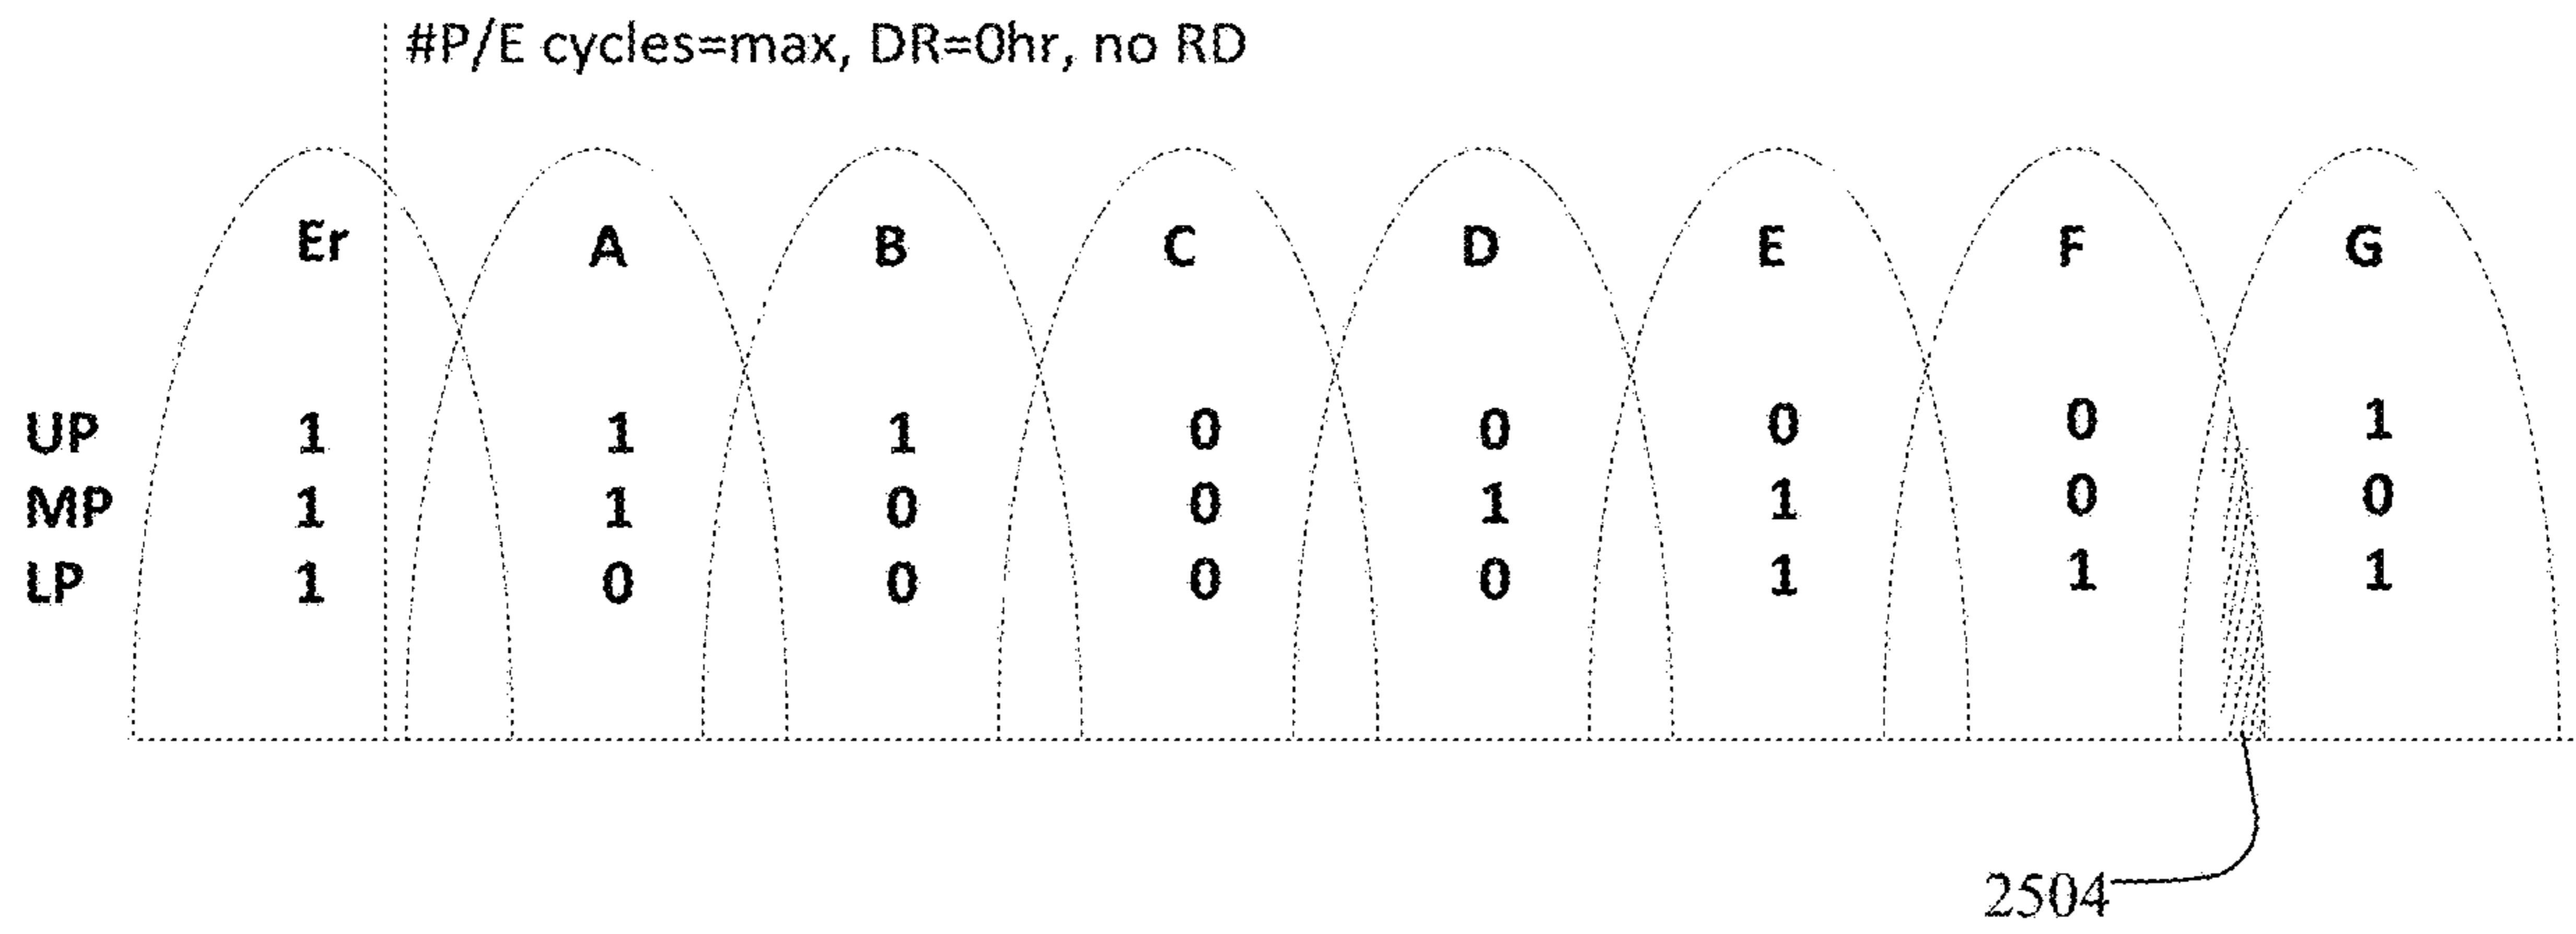 #P/E cycles=max, DR=0hr, no RD
Er A B C D E F G
UP 1 1 1 0 0 0 0 1
MP 1 1 0 0 1 1 0 0
LP 1 0 0 0 0 1 1 1
2504